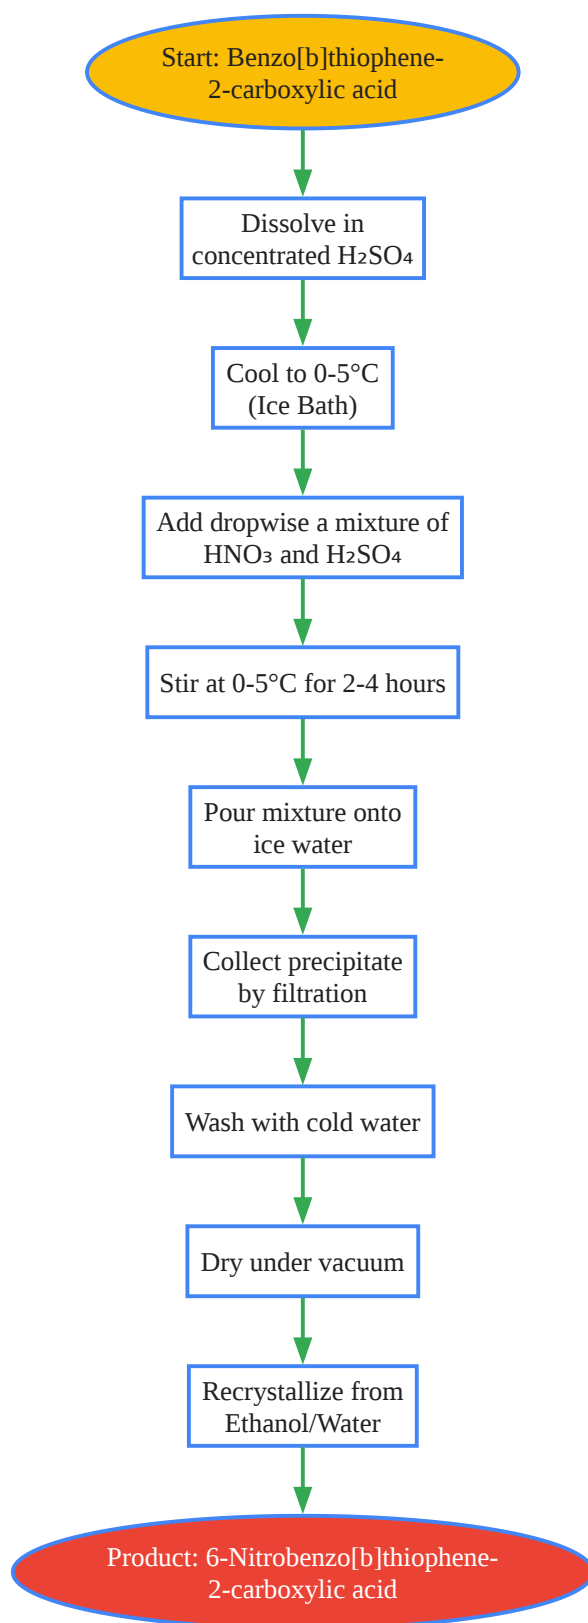 Start: Benzo[b]thiophene-
2-carboxylic acid
Dissolve in
concentrated H₂SO₄
Cool to 0-5°C
(Ice Bath)
Add dropwise a mixture of
HNO₃ and H₂SO₄
Stir at 0-5°C for 2-4 hours
Pour mixture onto
ice water
Collect precipitate
by filtration
Wash with cold water
Dry under vacuum
Recrystallize from
Ethanol/Water
Product: 6-Nitrobenzo[b]thiophene-
2-carboxylic acid